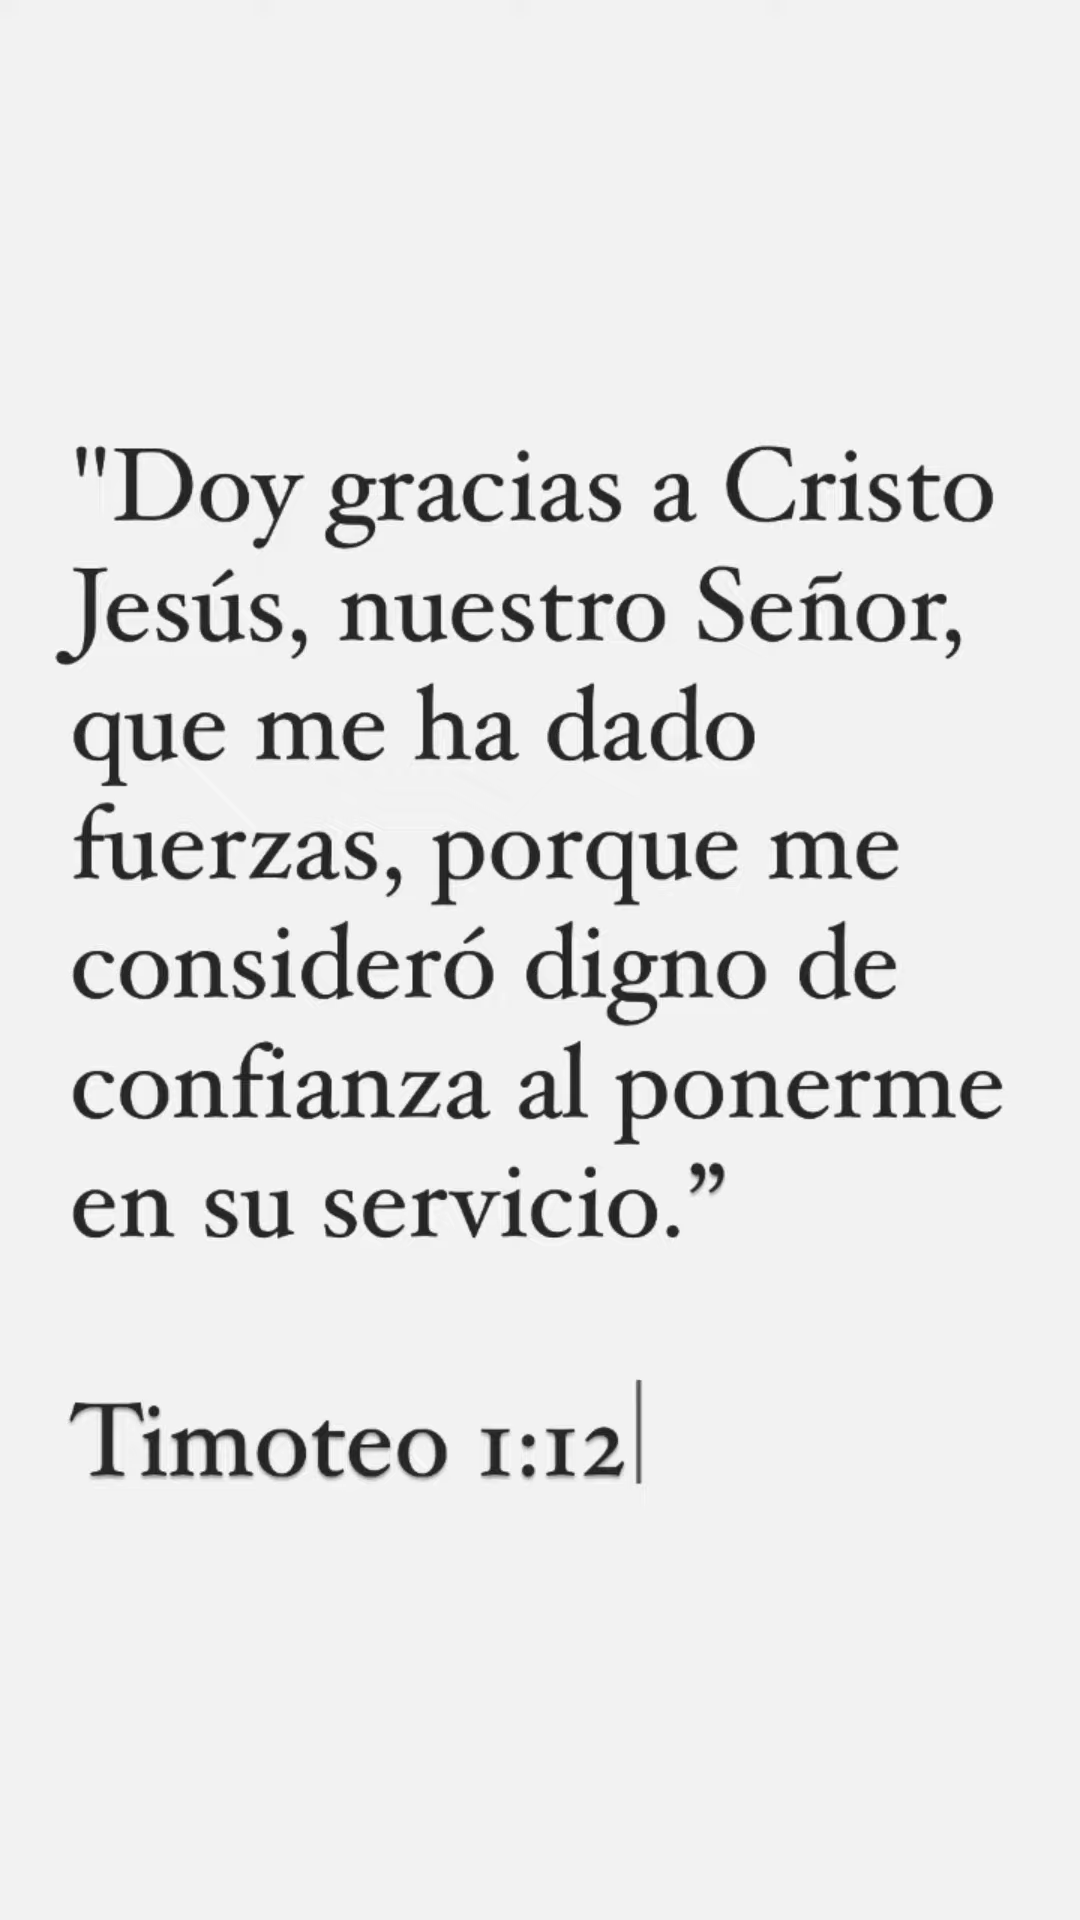 "Doy gracias a Cristo
Jesús, nuestro Señor,
que me ha dado
fuerzas, porque me
consideró digno de
confianza al ponerme
en su servicio.”
Timoteo 1:12